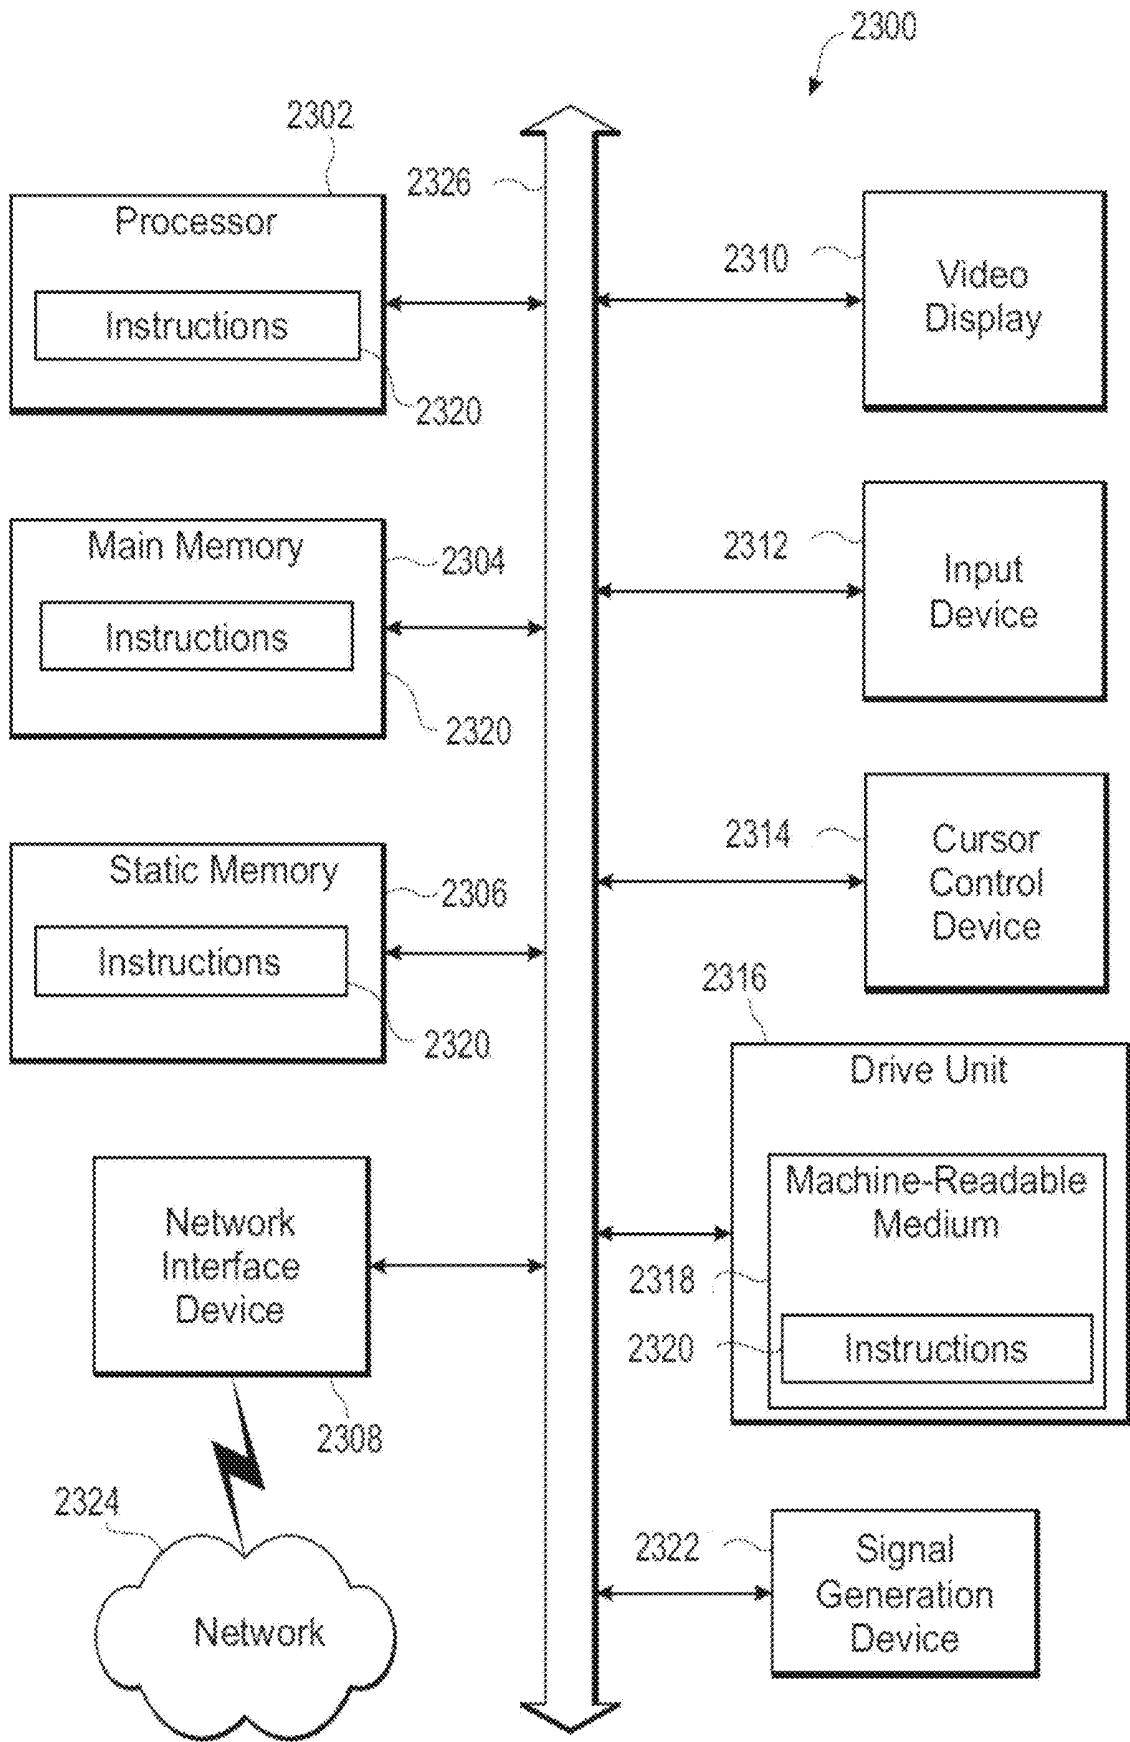 2300
2302
Processor
Instructions
2320
2326
2310
Video
Display
Main Memory
2304
Instructions
2320
2312
Input
Device
Static Memory
2306
Instructions
2320
2314
Cursor
Control
Device
2316
Drive Unit
Machine-Readable
Medium
2318
2320
Instructions
Network
Interface
Device
2308
2324
Network
2322
Signal
Generation
Device